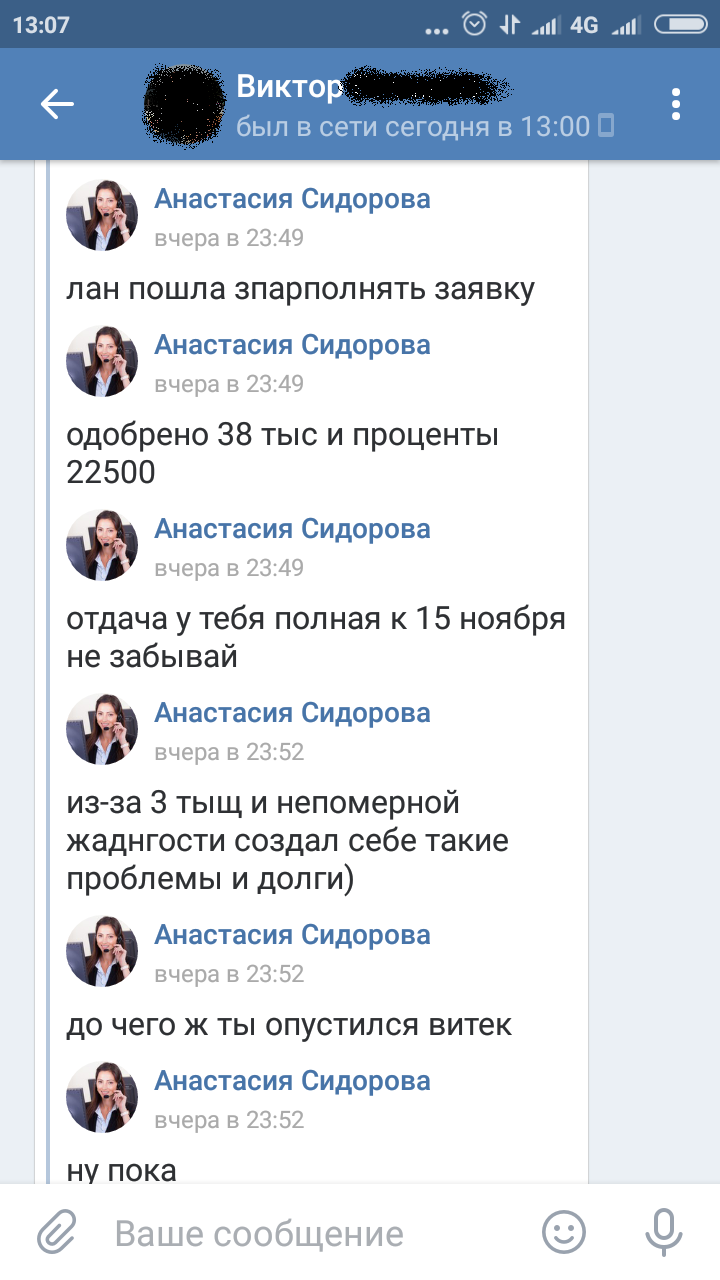 13:07
4G
Виктор
был в сети сегодня в 13:00
Анастасия Сидорова
вчера в 23:49
лан пошла зпарполнять заявку
Анастасия Сидорова
вчера в 23:49
одобрено 38 тыс и проценты
22500
Анастасия Сидорова
вчера в 23:49
отдача у тебя полная к 15 ноября
не забывай
Анастасия Сидорова
вчера в 23:52
из-за 3 тыщ и непомерной
жаднгости создал себе такие
проблемы и долги)
Анастасия Сидорова
вчера в 23:52
до чего ж ты опустился витек
Анастасия Сидорова
вчера в 23:52
ну пока
Ваше сообщение